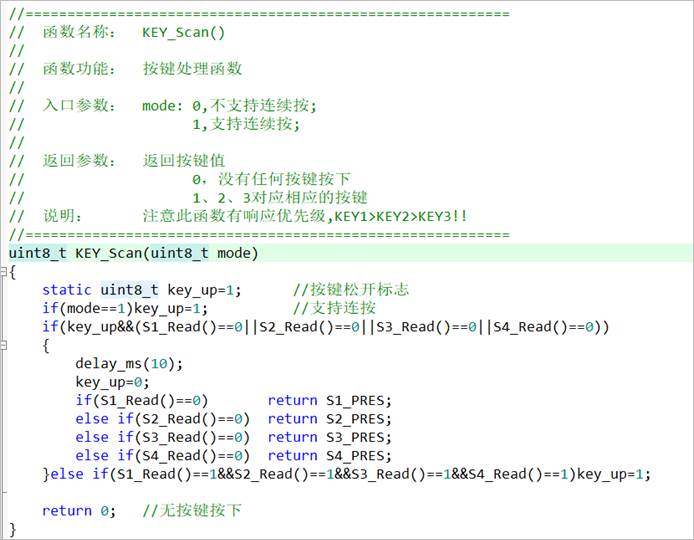 //==========================================================
//  函数名称：  KEY_Scan()
//
//  函数功能：  按键处理函数
//
//  入口参数：  mode: 0,不支持连续按;
//                    1,支持连续按;
//
//  返回参数：  返回按键值
//                    0，没有任何按键按下
//                    1、2、3对应相应的按键
//  说明：      注意此函数有响应优先级,KEY1>KEY2>KEY3!!
//==========================================================
uint8_t KEY_Scan(uint8_t mode)
{
    static uint8_t key_up=1;      //按键松开标志
    if(mode==1)key_up=1;          //支持连按
    if(key_up&&(S1_Read()==0||S2_Read()==0||S3_Read()==0||S4_Read()==0))
    {
        delay_ms(10);
        key_up=0;
        if(S1_Read()==0)       return S1_PRES;
        else if(S2_Read()==0)  return S2_PRES;
        else if(S3_Read()==0)  return S3_PRES;
        else if(S4_Read()==0)  return S4_PRES;
    }else if(S1_Read()==1&&S2_Read()==1&&S3_Read()==1&&S4_Read()==1)key_up=1;
    return 0;   //无按键按下
}